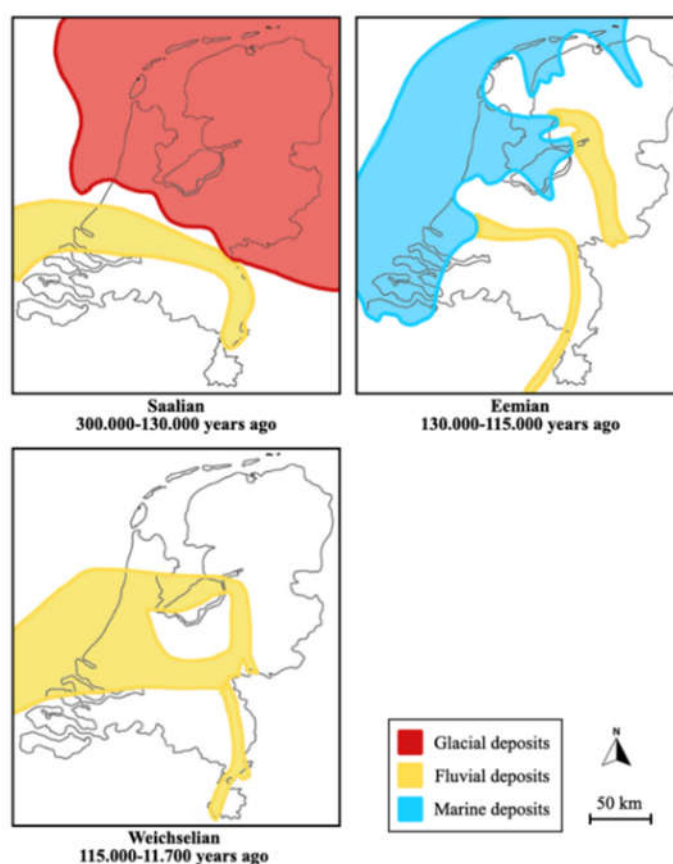 Saalian
300.000-130.000 years ago
Eemian
130.000-115.000 years ago
Weichselian
115.000-11.700 years ago
Glacial deposits
Fluvial deposits
Marine deposits
N
50 km